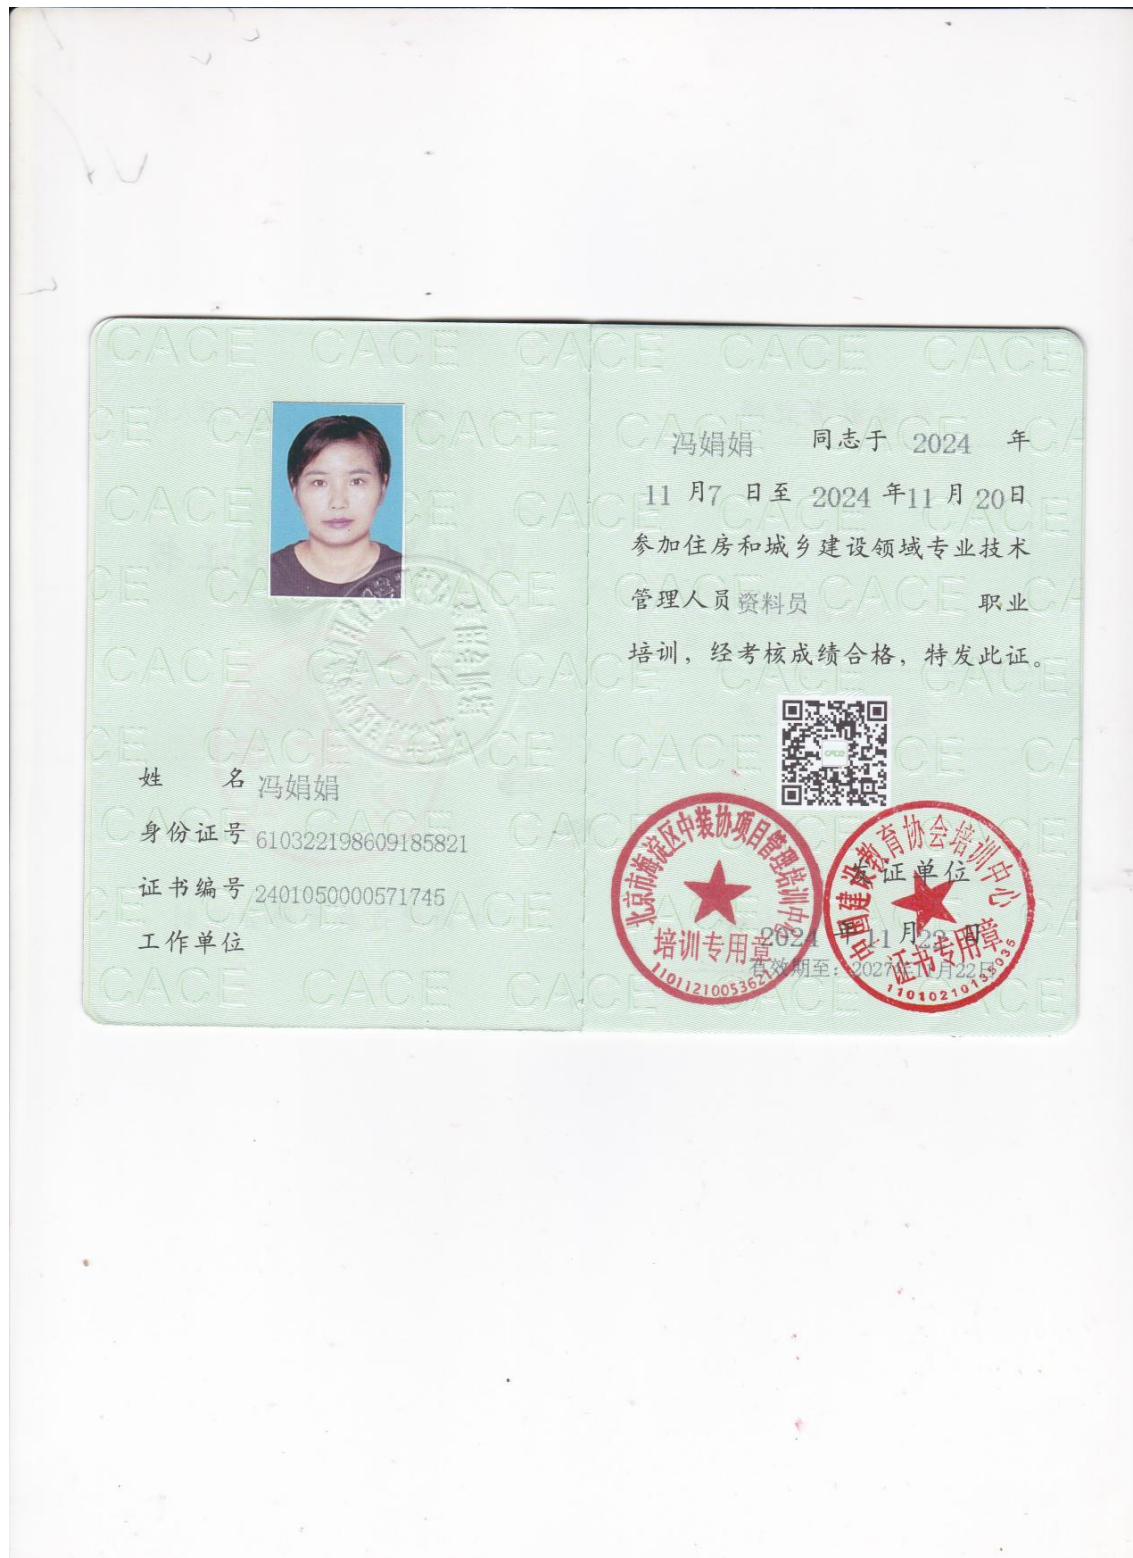 CACE
姓 名 冯娟娟
身份证号 610322198609185821
证书编号 2401050000571745
工作单位
冯娟娟 同志于 2024 年
11 月 7 日至 2024 年 11 月 20 日
参加住房和城乡建设领域专业技术
管理人员 资料员 职业
培训，经考核成绩合格，特发此证。
CACE
北京市海淀区中装协项目管理培训中心
培训专用章
中国建设教育协会培训中心
证书专用章
发证单位
2024 年 11 月 22 日
有效期至：2027年11月22日